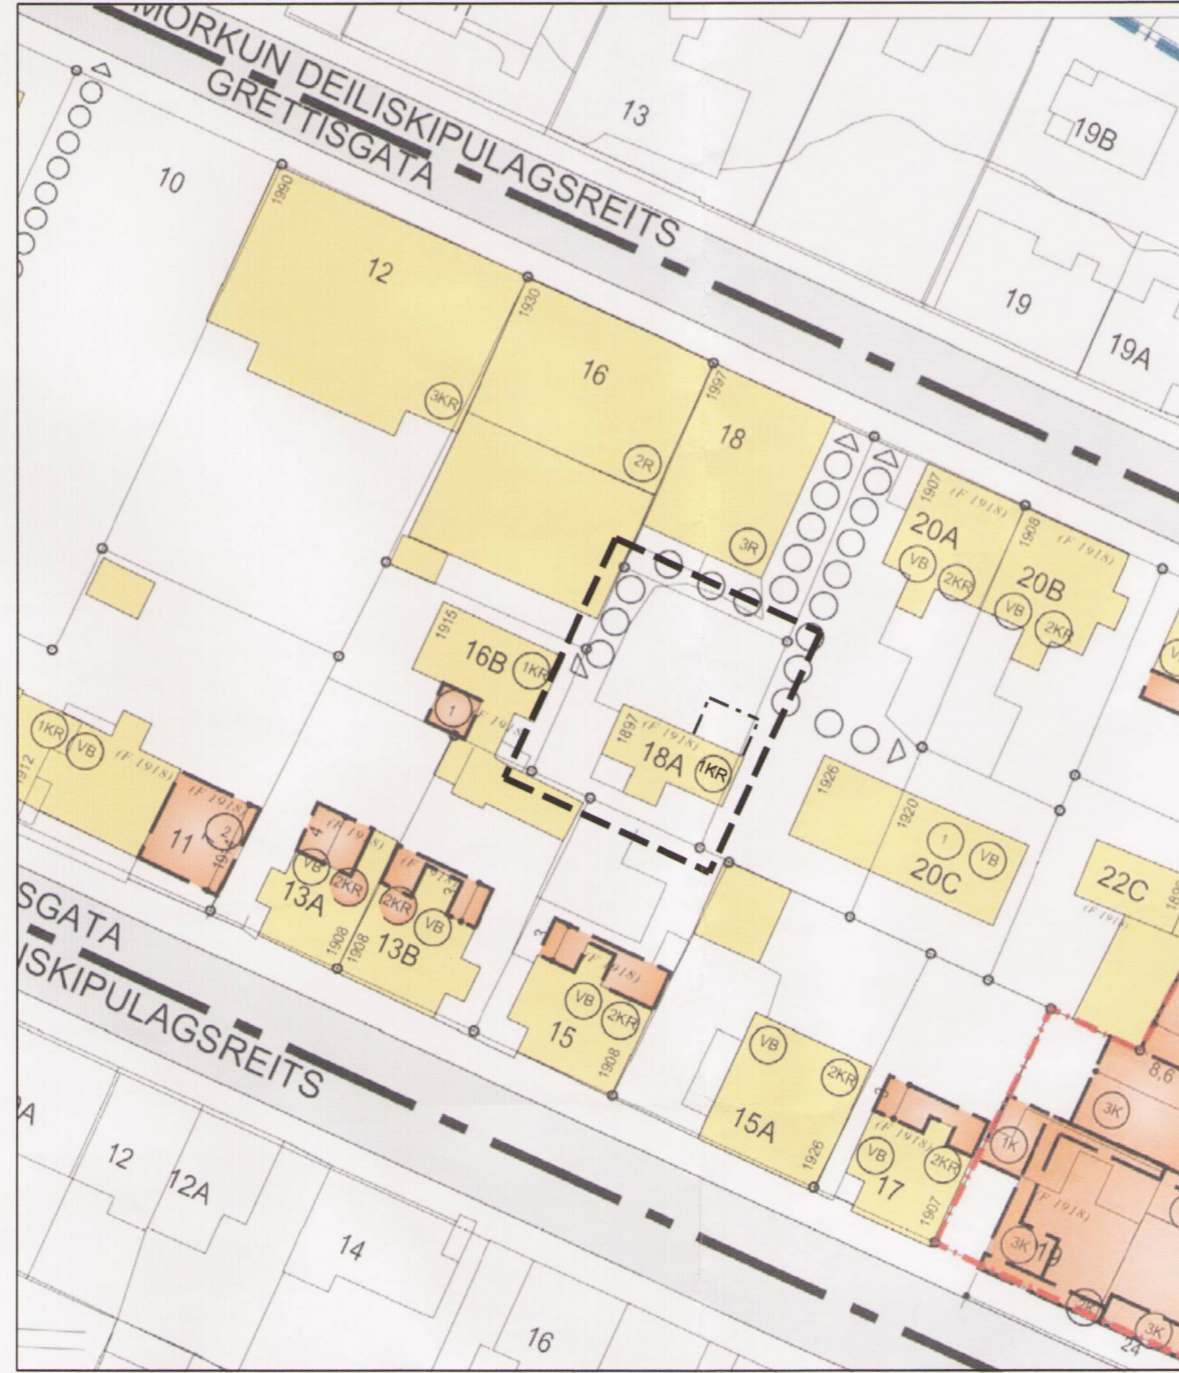 MÖRKUN DEILISKIPULAGSREITS
GRETTISGATA
13
19B
10
1990
12
3KR
1930
16
2R
1997
18
3R
19
19A
1907
(F 1918)
20A
VB
2KR
1908
(F 1918)
20B
VB
2KR
1915
16B
1KR
1
1897
(F 1918)
18A
1KR
1926
1920
1
VB
20C
22C
1KR
VB
(F 1918)
1912
(F 1918)
11
2
4
VB
13A
2KR
1908
2KR
VB
13B
1908
3
(F 1918)
VB
2KR
15
1908
VB
2KR
15A
1926
(F 1918)
VB
2KR
17
1907
1K
3K
8,6
(F 1918)
3K
19
3K
24
SGATA
ISKIPULAGSREITS
12
12A
14
16